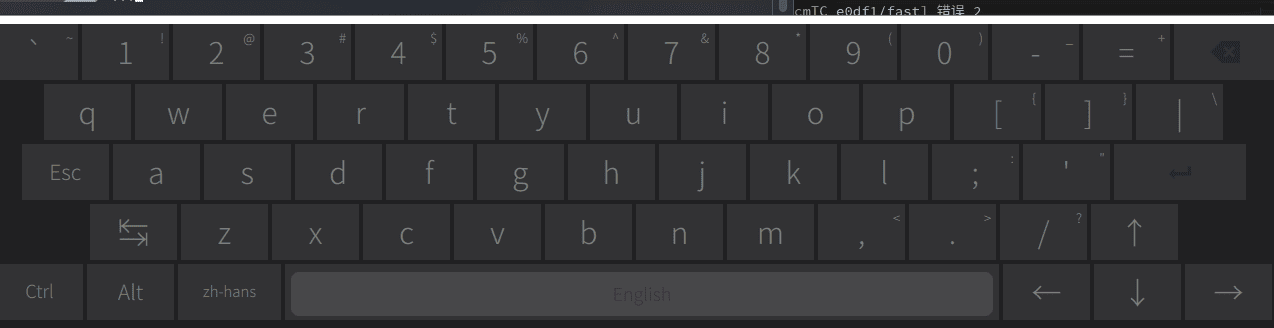 cmTC_e0df1/fast] 错误 2
、 ~ 1 ! 2 @ 3 # 4 $ 5 % 6 ^ 7 & 8 * 9 ( 0 ) - _ = +
q w e r t y u i o p [ { ] } | \
Esc a s d f g h j k l ; : ' "
z x c v b n m , < . > / ? ↑
Ctrl Alt zh-hans English ← ↓ →